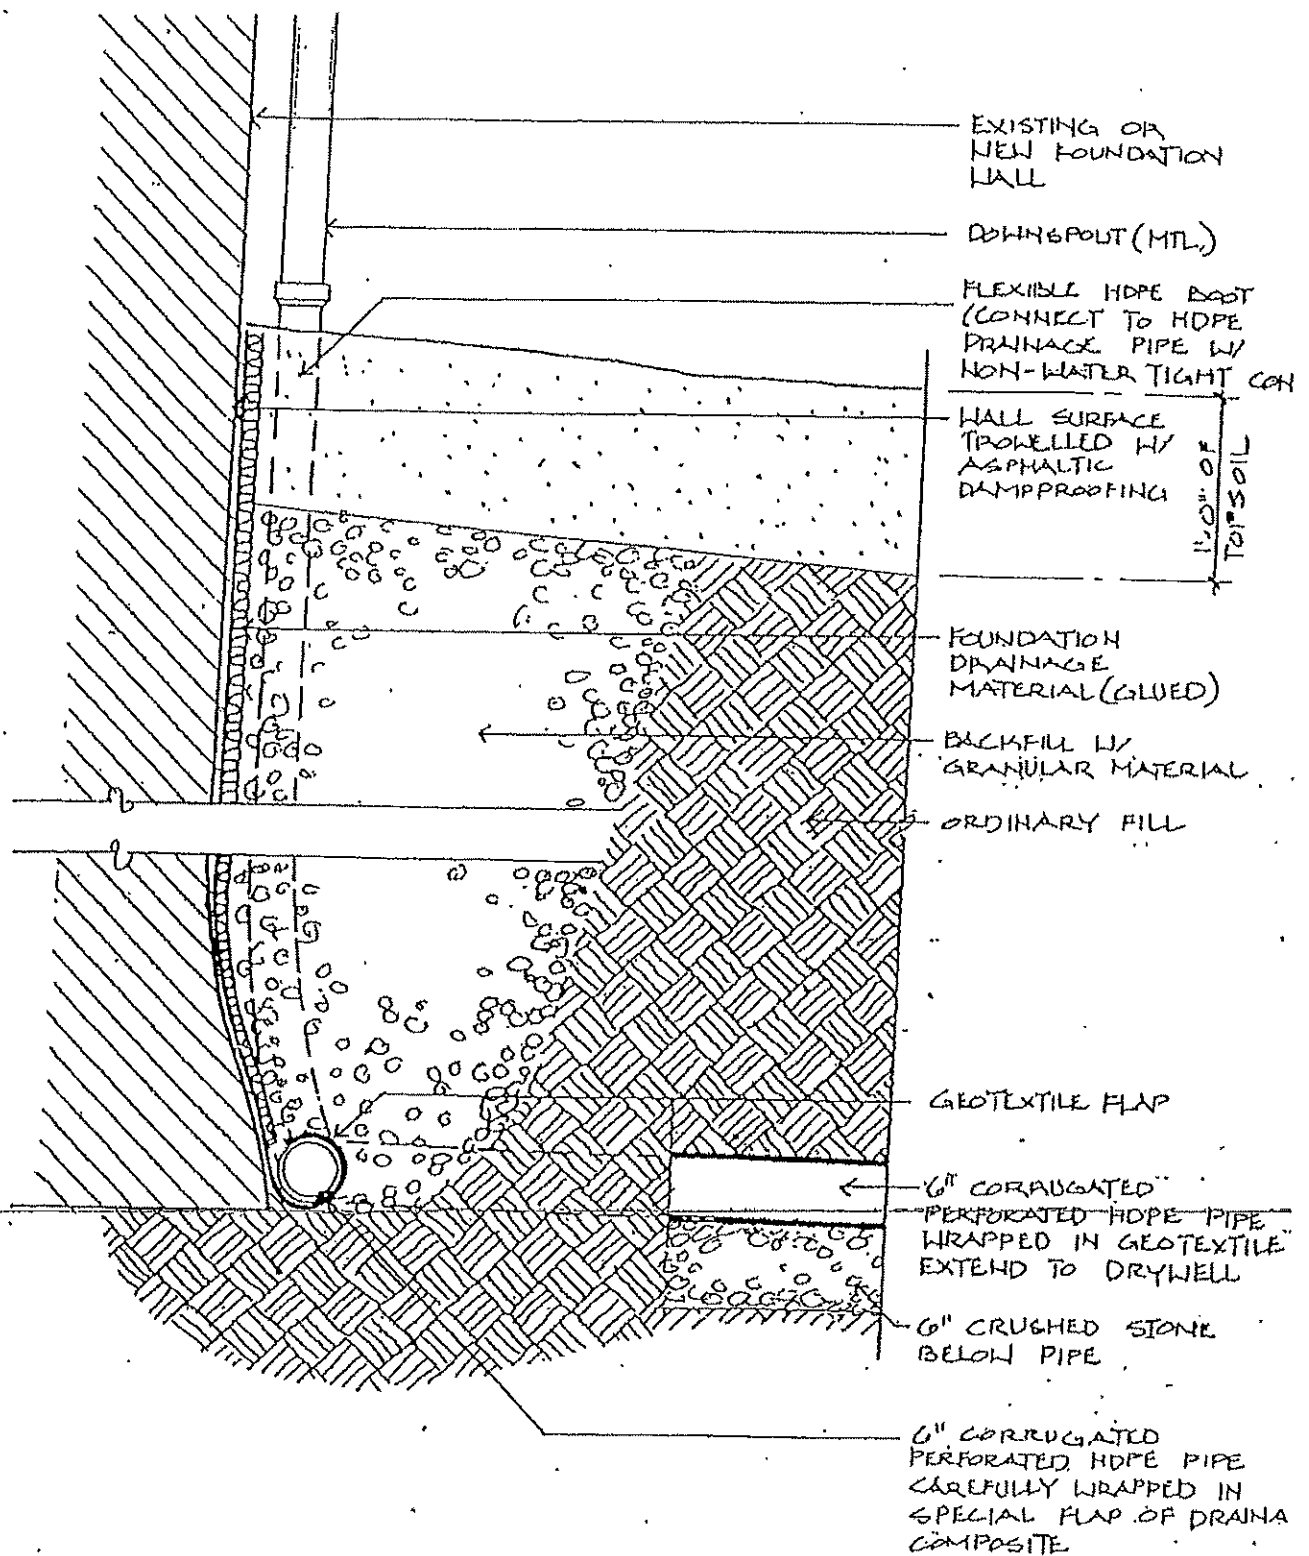 EXISTING OR
NEW FOUNDATION
WALL
DOWNSPOUT (MTL.)
FLEXIBLE HDPE BOOT
(CONNECT TO HDPE
DRAINAGE PIPE W/
NON-WATER TIGHT CON
WALL SURFACE
TROWELLED W/
ASPHALTIC
DAMPPROOFING
1'-0" OF
TOPSOIL
FOUNDATION
DRAINAGE
MATERIAL (GLUED)
BACKFILL W/
GRANULAR MATERIAL
ORDINARY FILL
GEOTEXTILE FLAP
6" CORRUGATED
PERFORATED HDPE PIPE
WRAPPED IN GEOTEXTILE
EXTEND TO DRYWELL
6" CRUSHED STONE
BELOW PIPE
6" CORRUGATED
PERFORATED HDPE PIPE
CAREFULLY WRAPPED IN
SPECIAL FLAP OF DRAINA
COMPOSITE